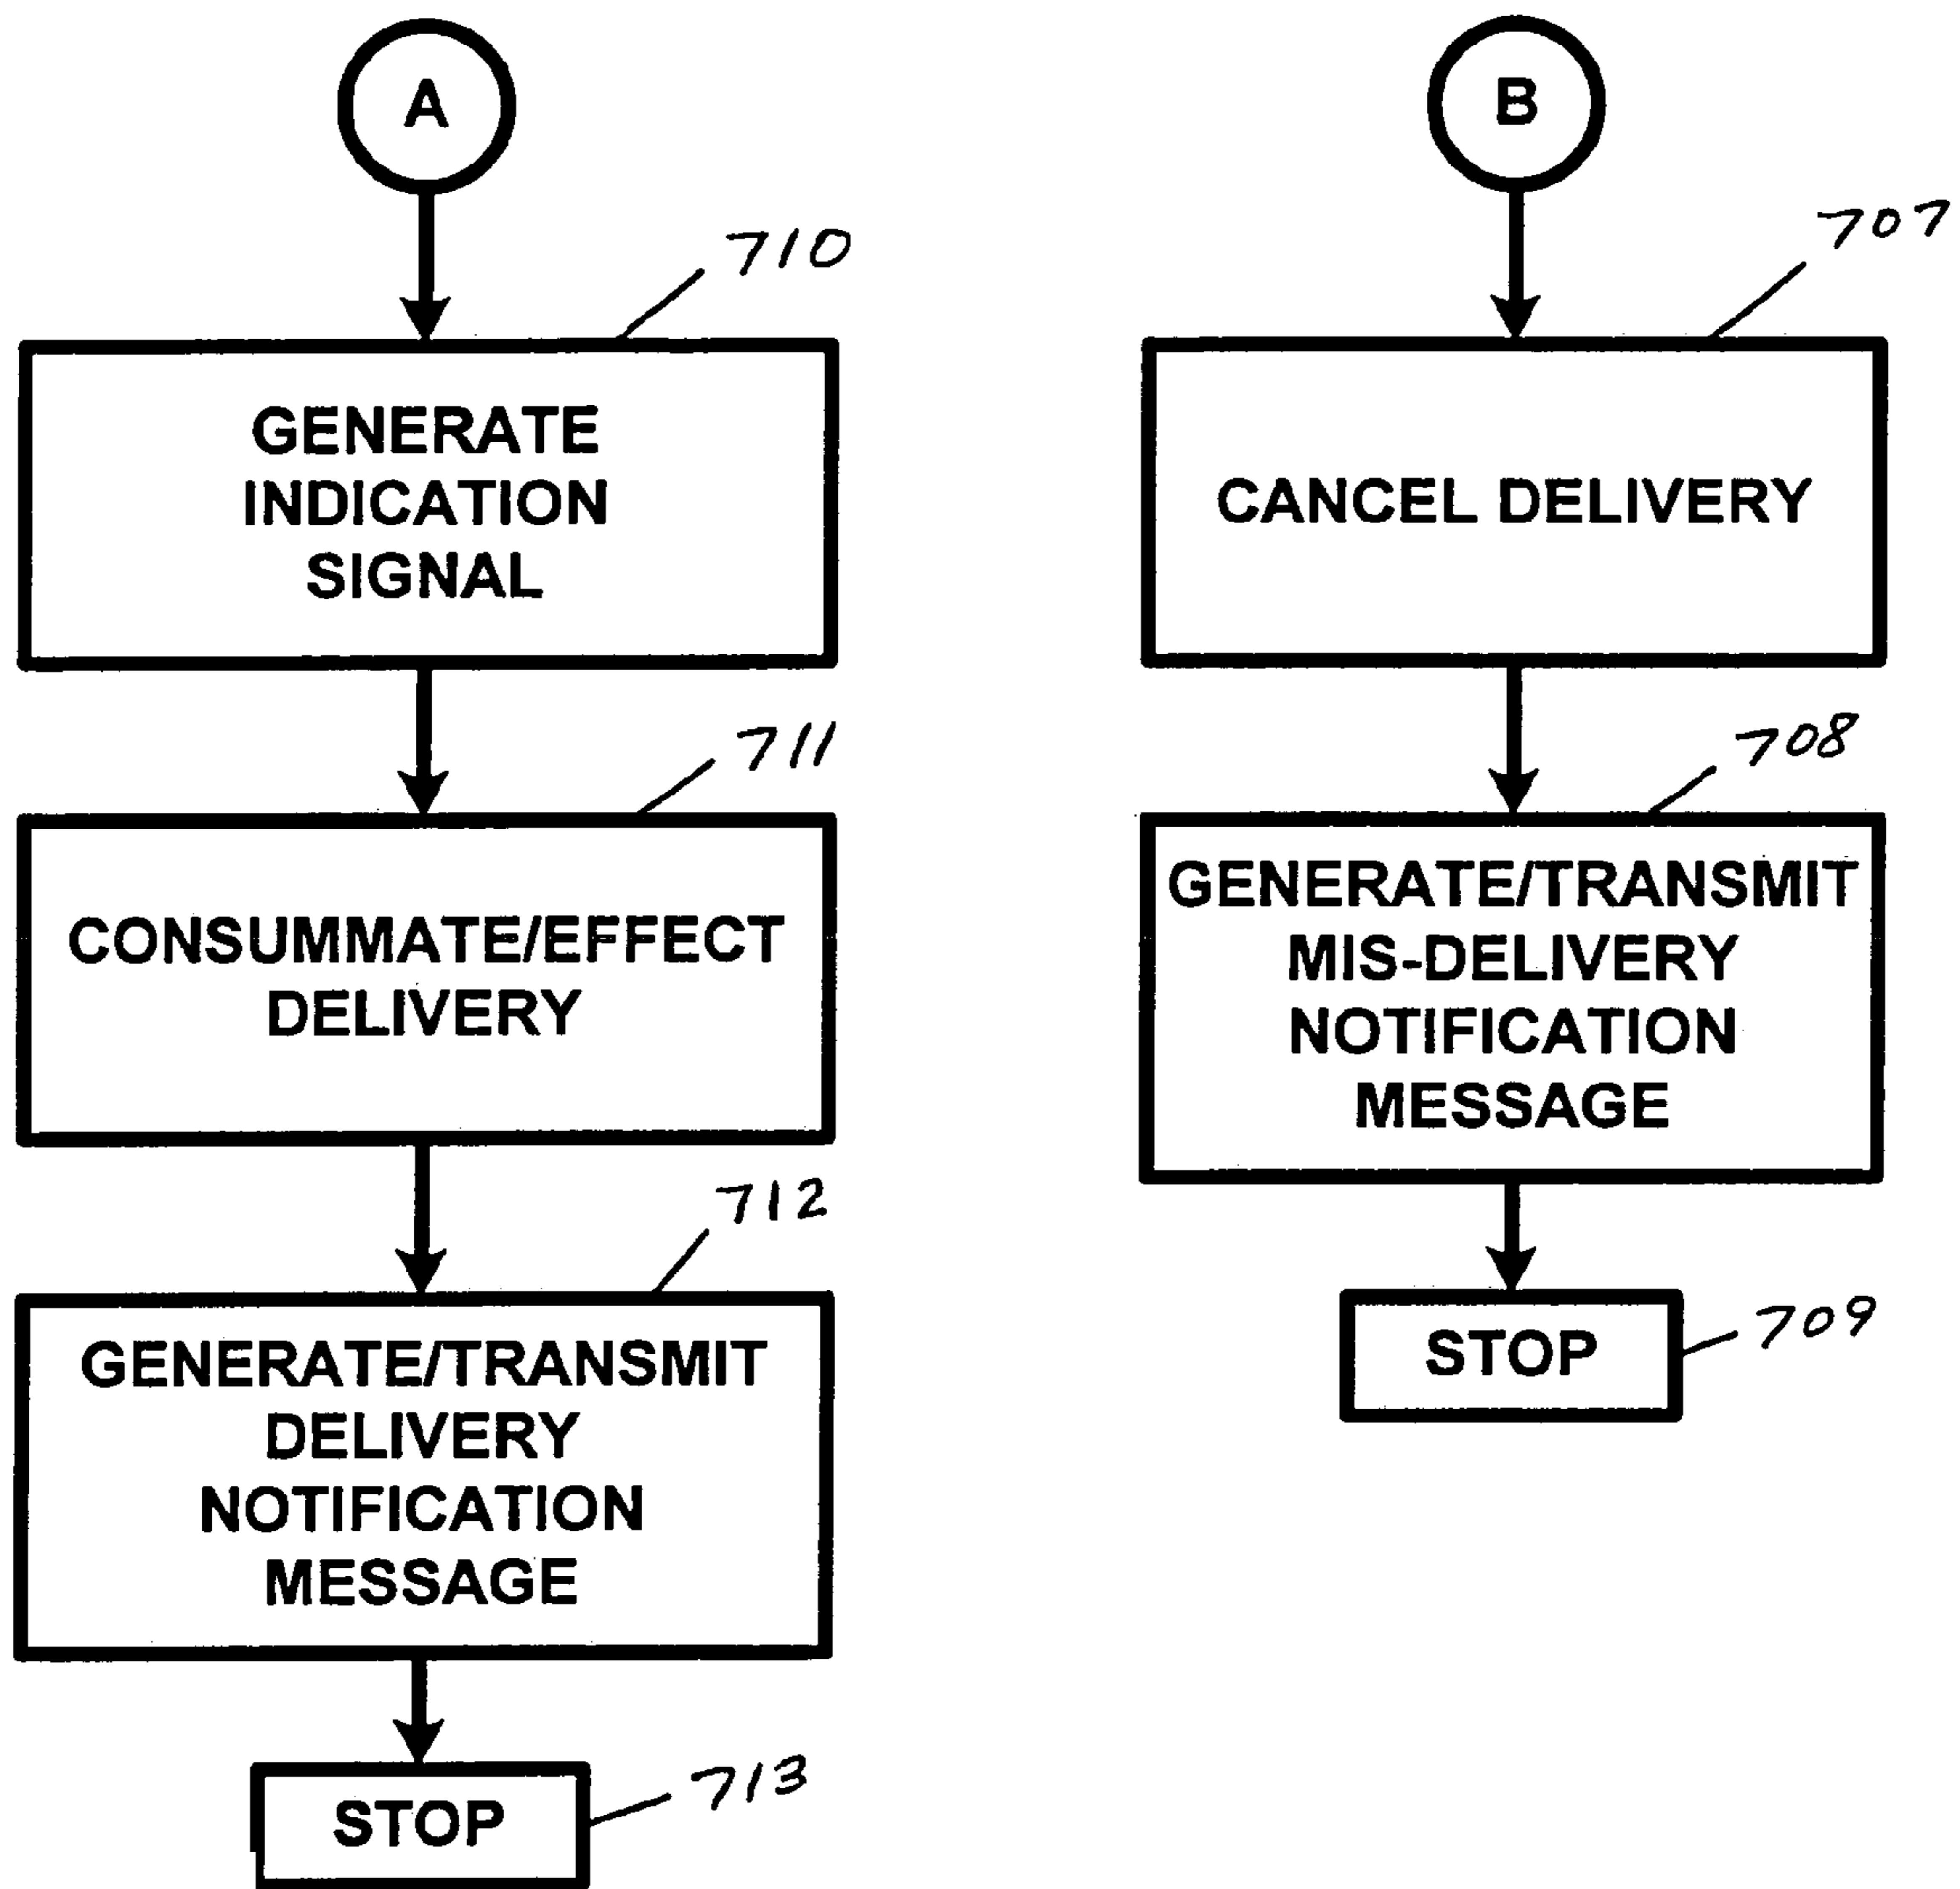 A
710
GENERATE
INDICATION
SIGNAL
711
CONSUMMATE/EFFECT
DELIVERY
712
GENERATE/TRANSMIT
DELIVERY
NOTIFICATION
MESSAGE
STOP
713
B
707
CANCEL DELIVERY
708
GENERATE/TRANSMIT
MIS-DELIVERY
NOTIFICATION
MESSAGE
STOP
709